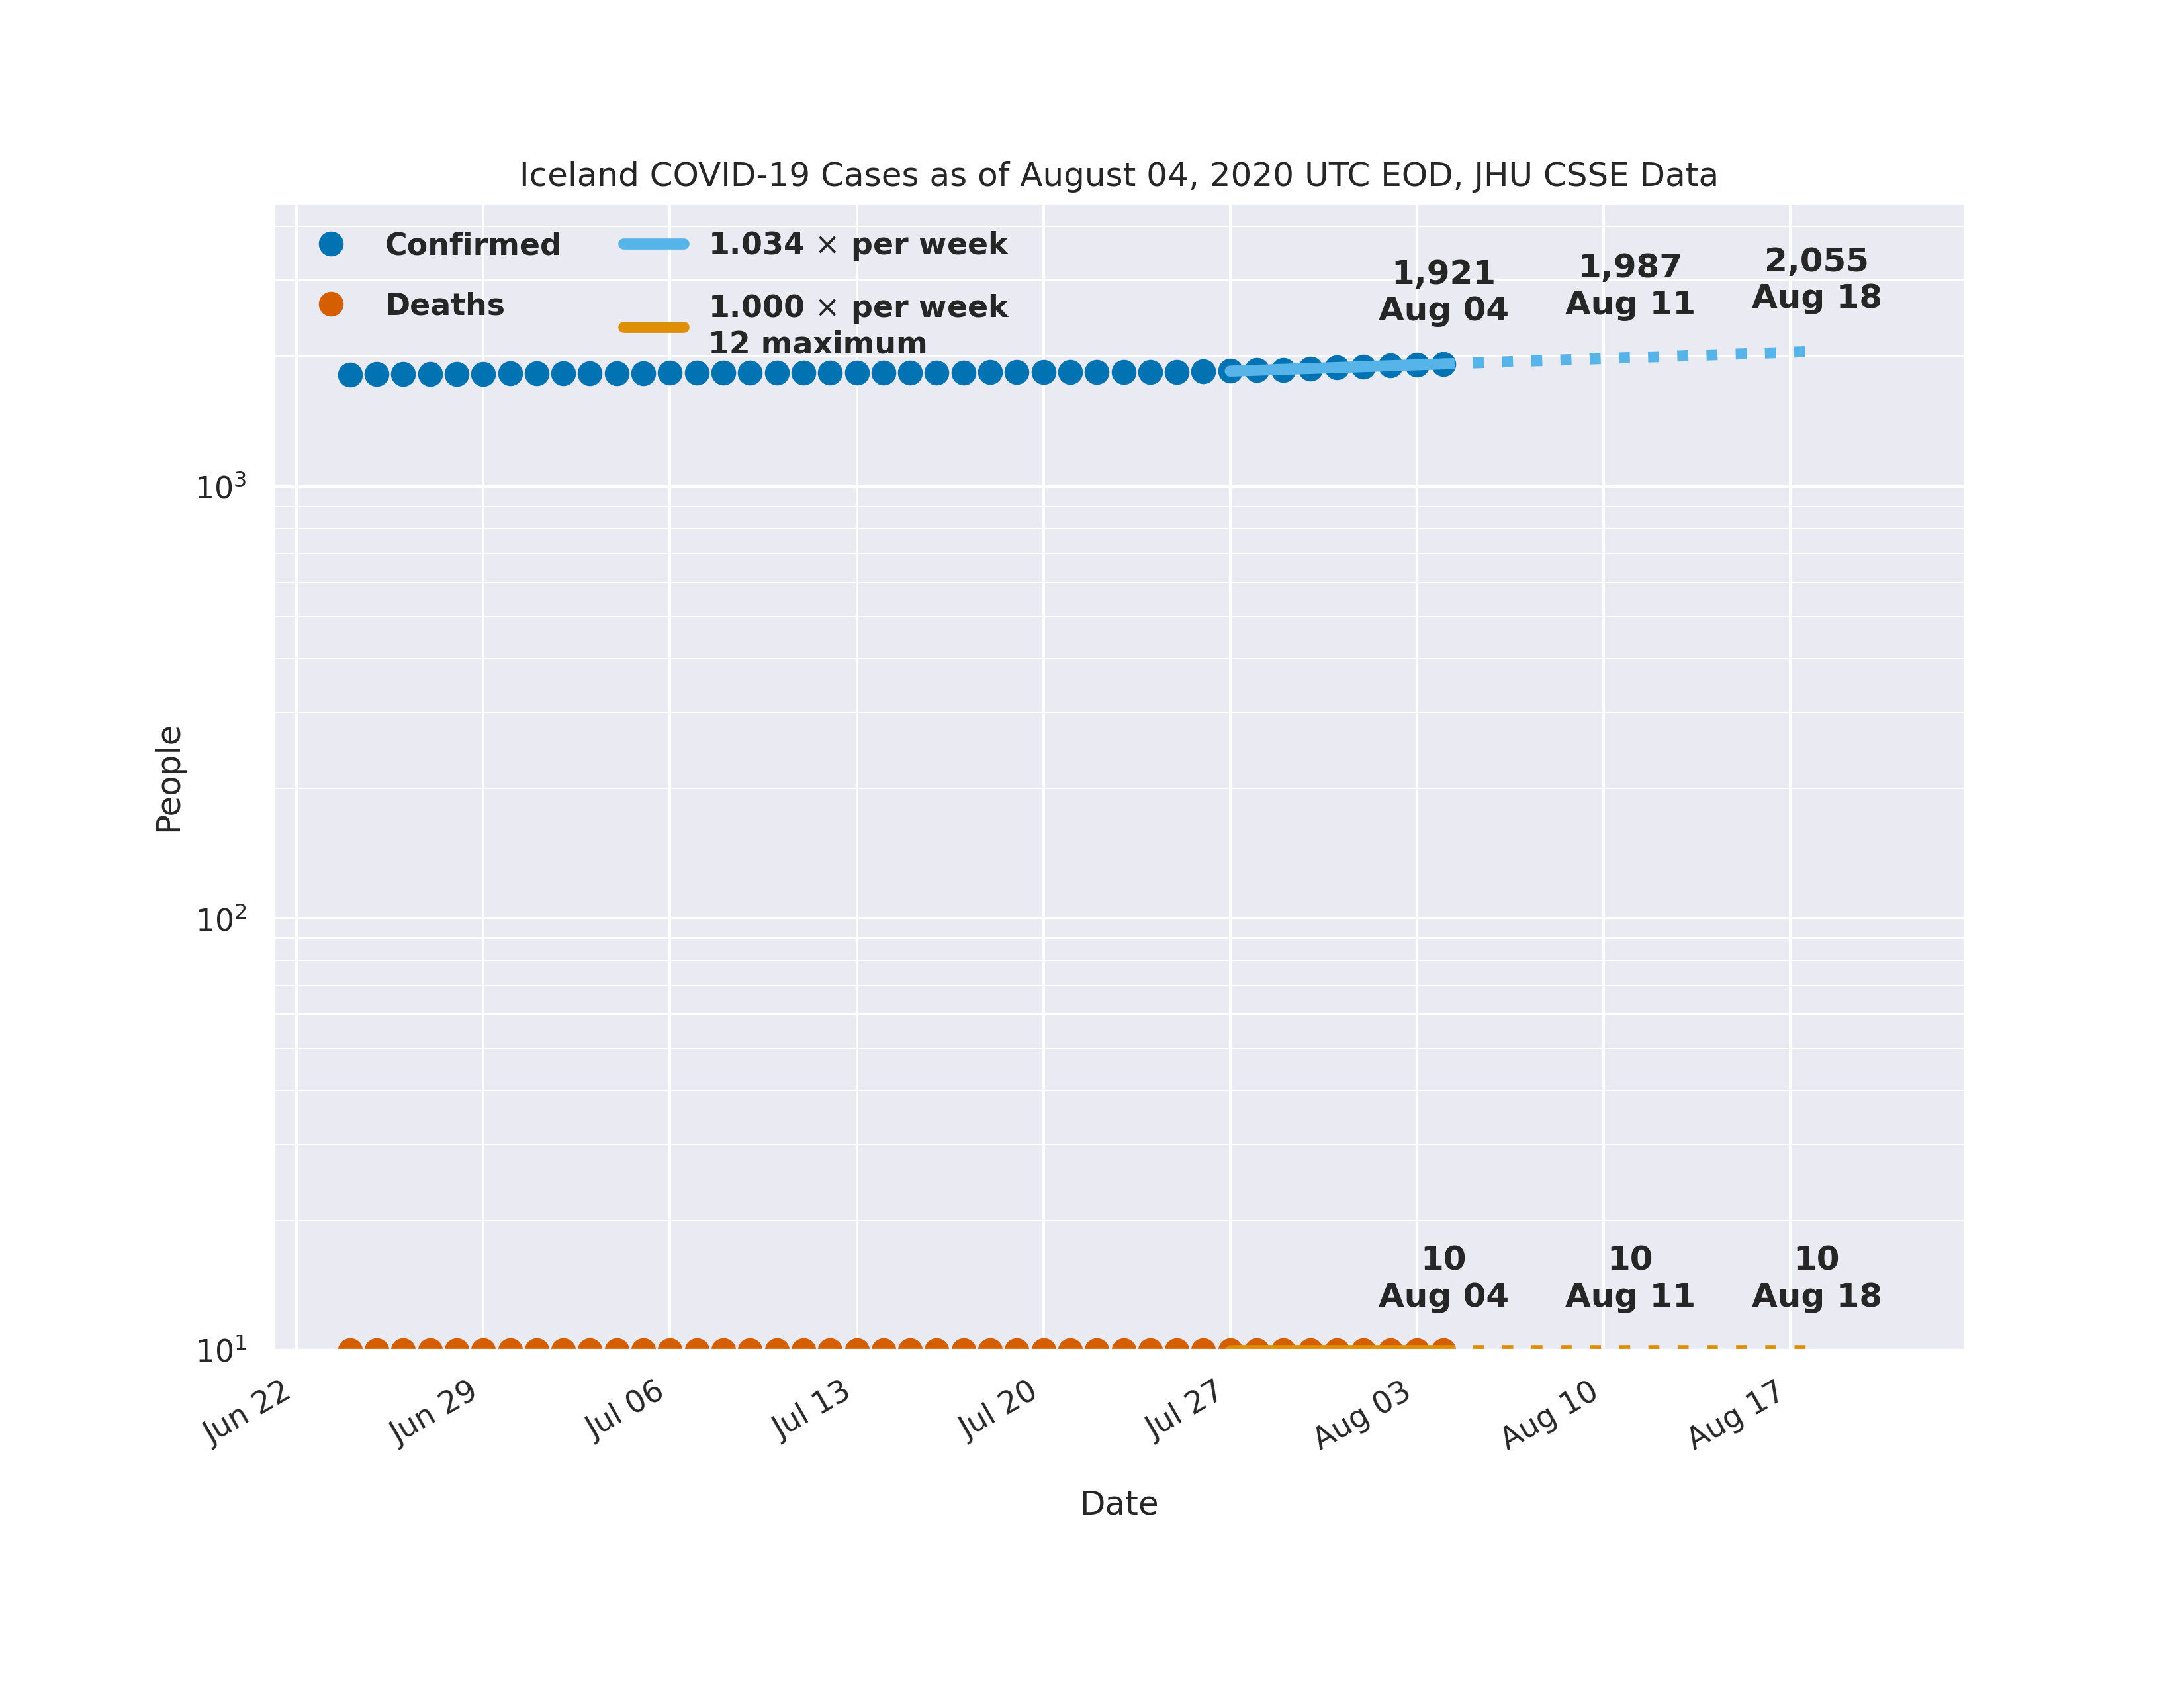 Iceland COVID-19 Cases as of August 04, 2020 UTC EOD, JHU CSSE Data
Confirmed
Deaths
1.034 × per week
1.000 × per week
12 maximum
1,921
Aug 04
1,987
Aug 11
2,055
Aug 18
10³
10²
10¹
People
10
Aug 04
10
Aug 11
10
Aug 18
Jun 22
Jun 29
Jul 06
Jul 13
Jul 20
Jul 27
Aug 03
Aug 10
Aug 17
Date